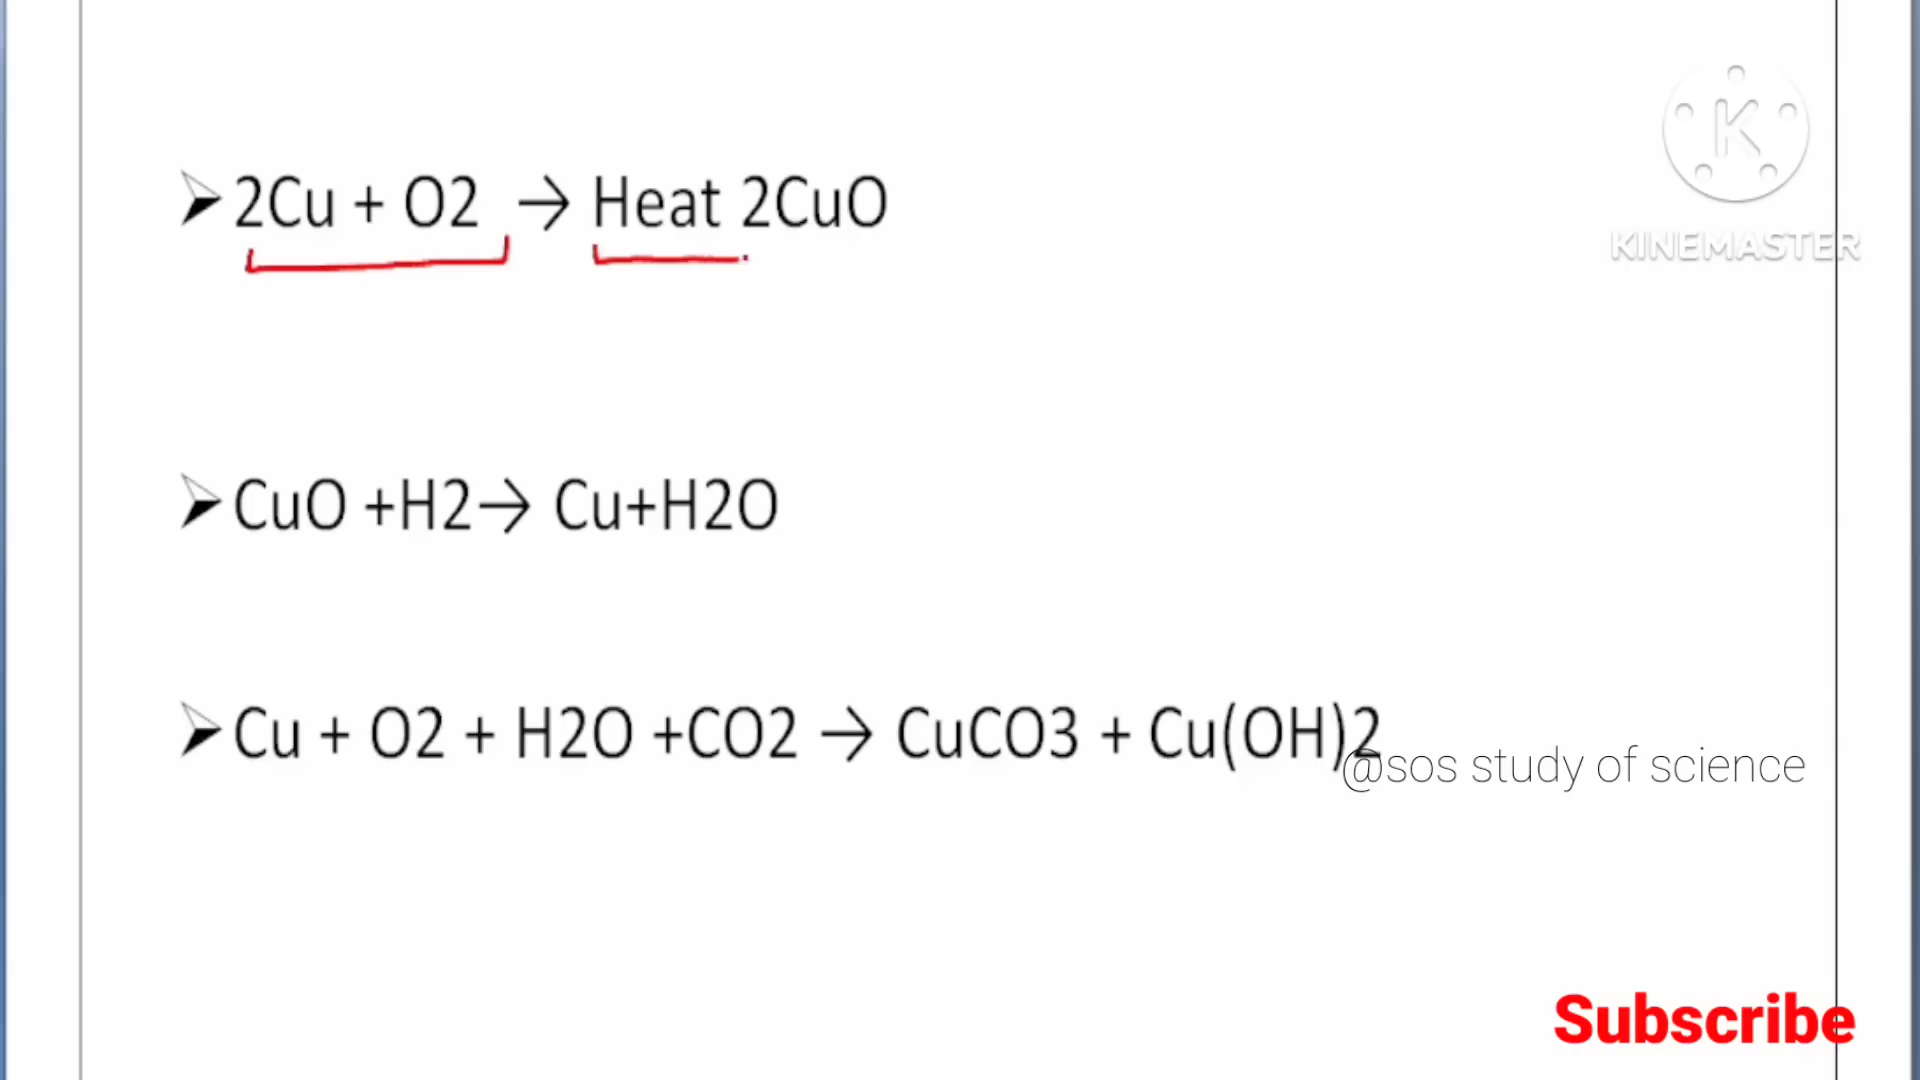 2Cu + O2 → Heat 2CuO
KINEMASTER
CuO +H2→ Cu+H2O
Cu + O2 + H2O +CO2 → CuCO3 + Cu(OH)2
@sos study of science
Subscribe